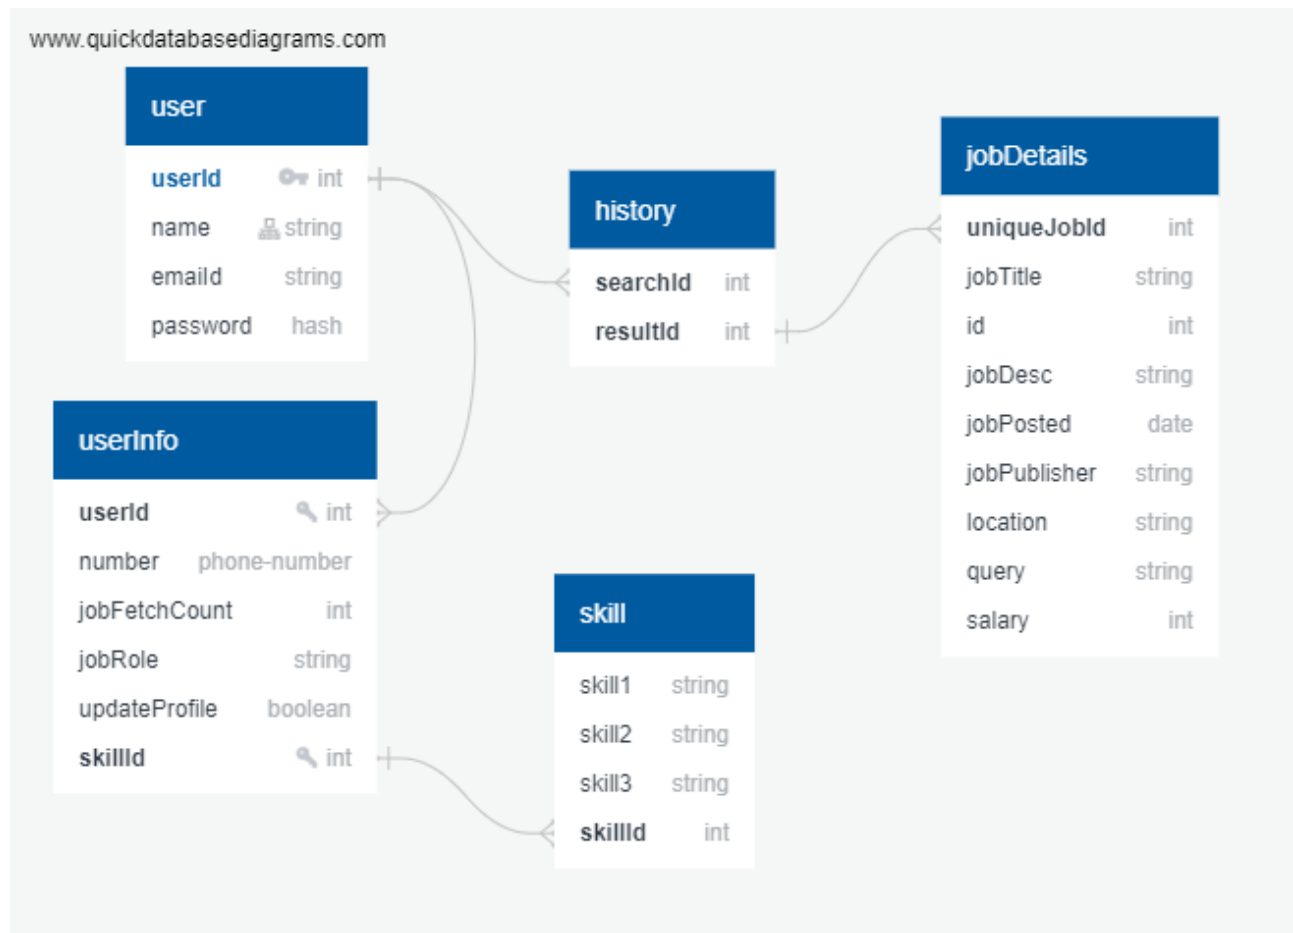 www.quickdatabasediagrams.com
user
userId int
name string
emailId string
password hash
userInfo
userId int
number phone-number
jobFetchCount int
jobRole string
updateProfile boolean
skillId int
history
searchId int
resultId int
skill
skill1 string
skill2 string
skill3 string
skillId int
jobDetails
uniqueJobId int
jobTitle string
id int
jobDesc string
jobPosted date
jobPublisher string
location string
query string
salary int